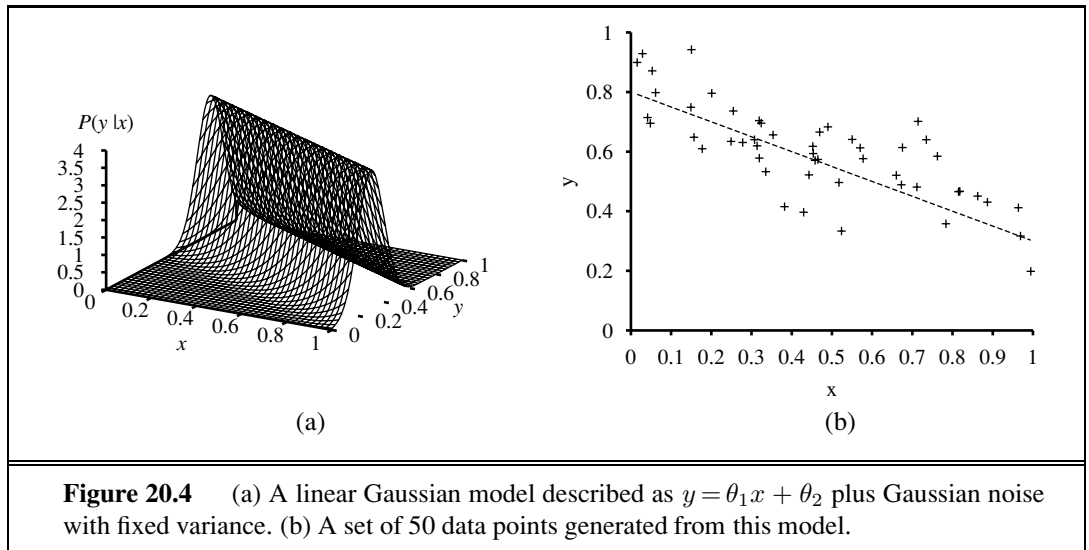 P(y |x)
4
3.5
3
2.5
2
1.5
1
0.5
0
0 0.2 0.4 0.6 0.8 1
x
0 0.2 0.4 0.6 0.8 1
y
(a)
1
0.8
0.6
0.4
0.2
0
y
0 0.1 0.2 0.3 0.4 0.5 0.6 0.7 0.8 0.9 1
x
(b)
Figure 20.4 (a) A linear Gaussian model described as y = θ₁x + θ₂ plus Gaussian noise
with fixed variance. (b) A set of 50 data points generated from this model.